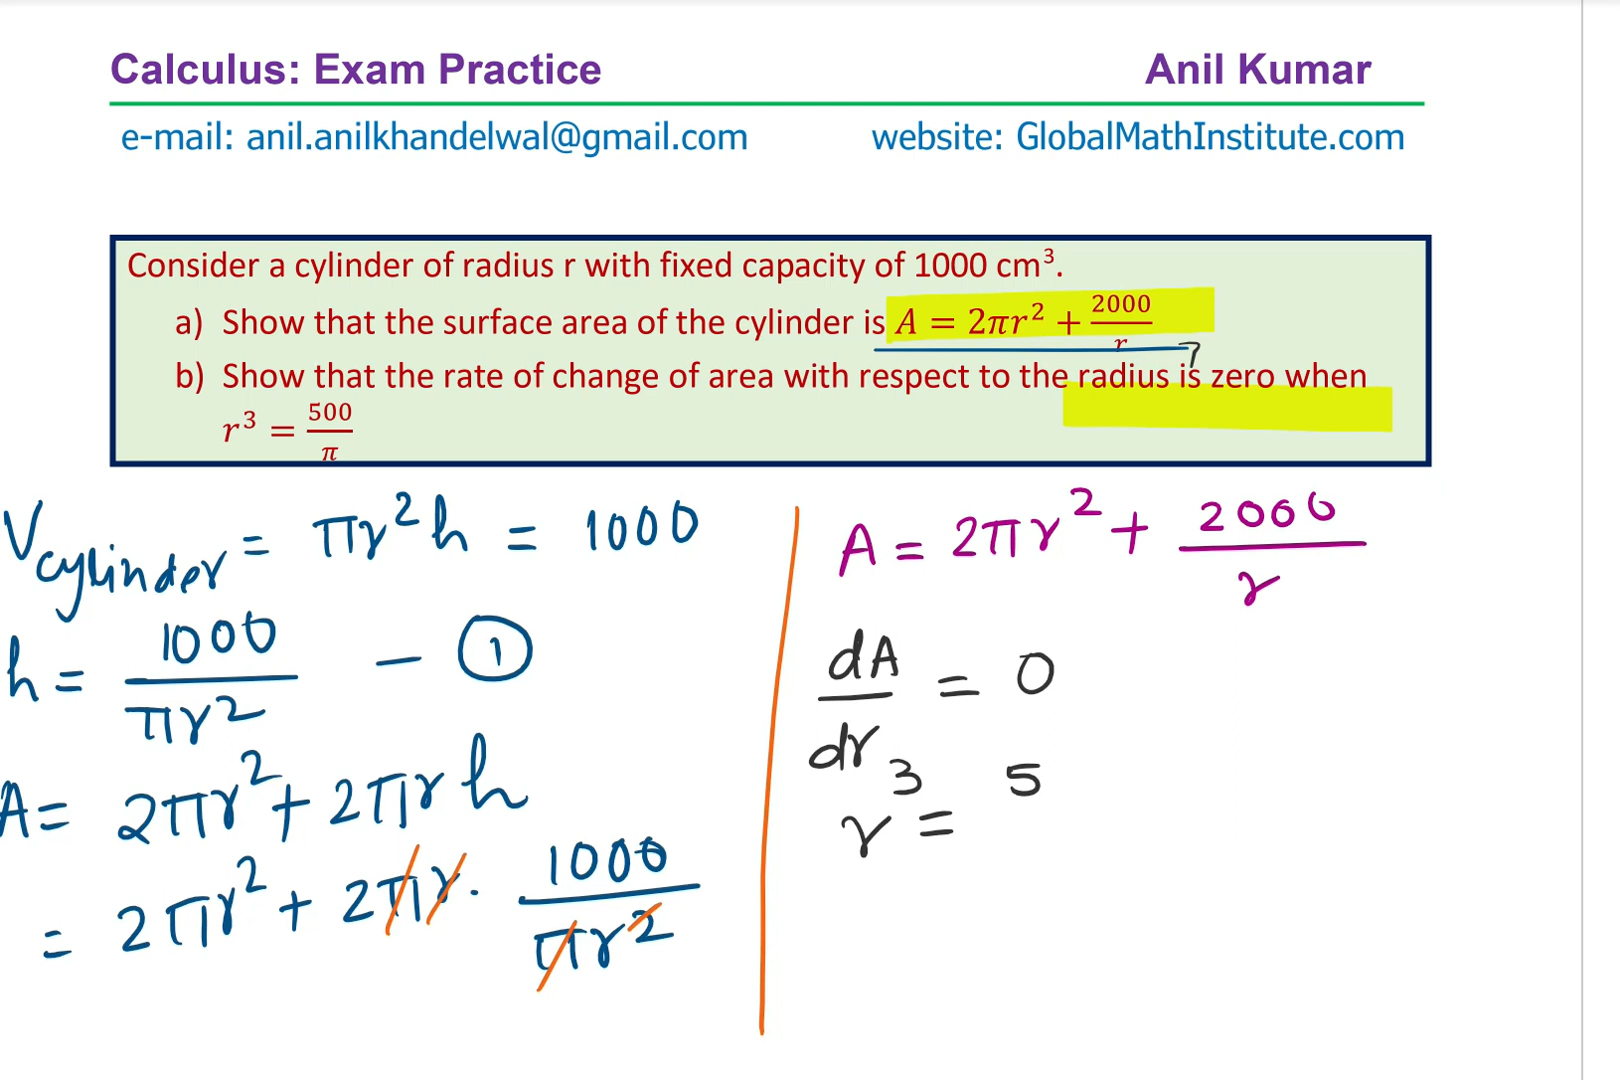 Calculus: Exam Practice Anil Kumar
e-mail: anil.anilkhandelwal@gmail.com website: GlobalMathInstitute.com
Consider a cylinder of radius r with fixed capacity of 1000 cm³.
a) Show that the surface area of the cylinder is A = 2πr² + 2000/r
b) Show that the rate of change of area with respect to the radius is zero when
r³ = 500/π
V cylinder = πr²h = 1000
h = 1000/πr² — ①
A = 2πr² + 2πr h
= 2πr² + 2πr · 1000/πr²
A = 2πr² + 2000/r
dA/dr = 0
r³ = 5